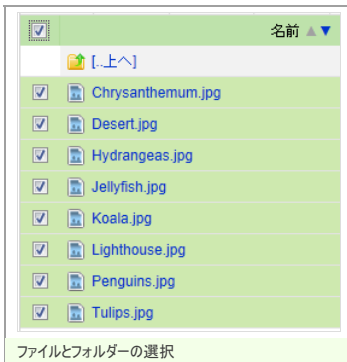 名前 ▲▼
[..上へ]
Chrysanthemum.jpg
Desert.jpg
Hydrangeas.jpg
Jellyfish.jpg
Koala.jpg
Lighthouse.jpg
Penguins.jpg
Tulips.jpg
ファイルとフォルダーの選択